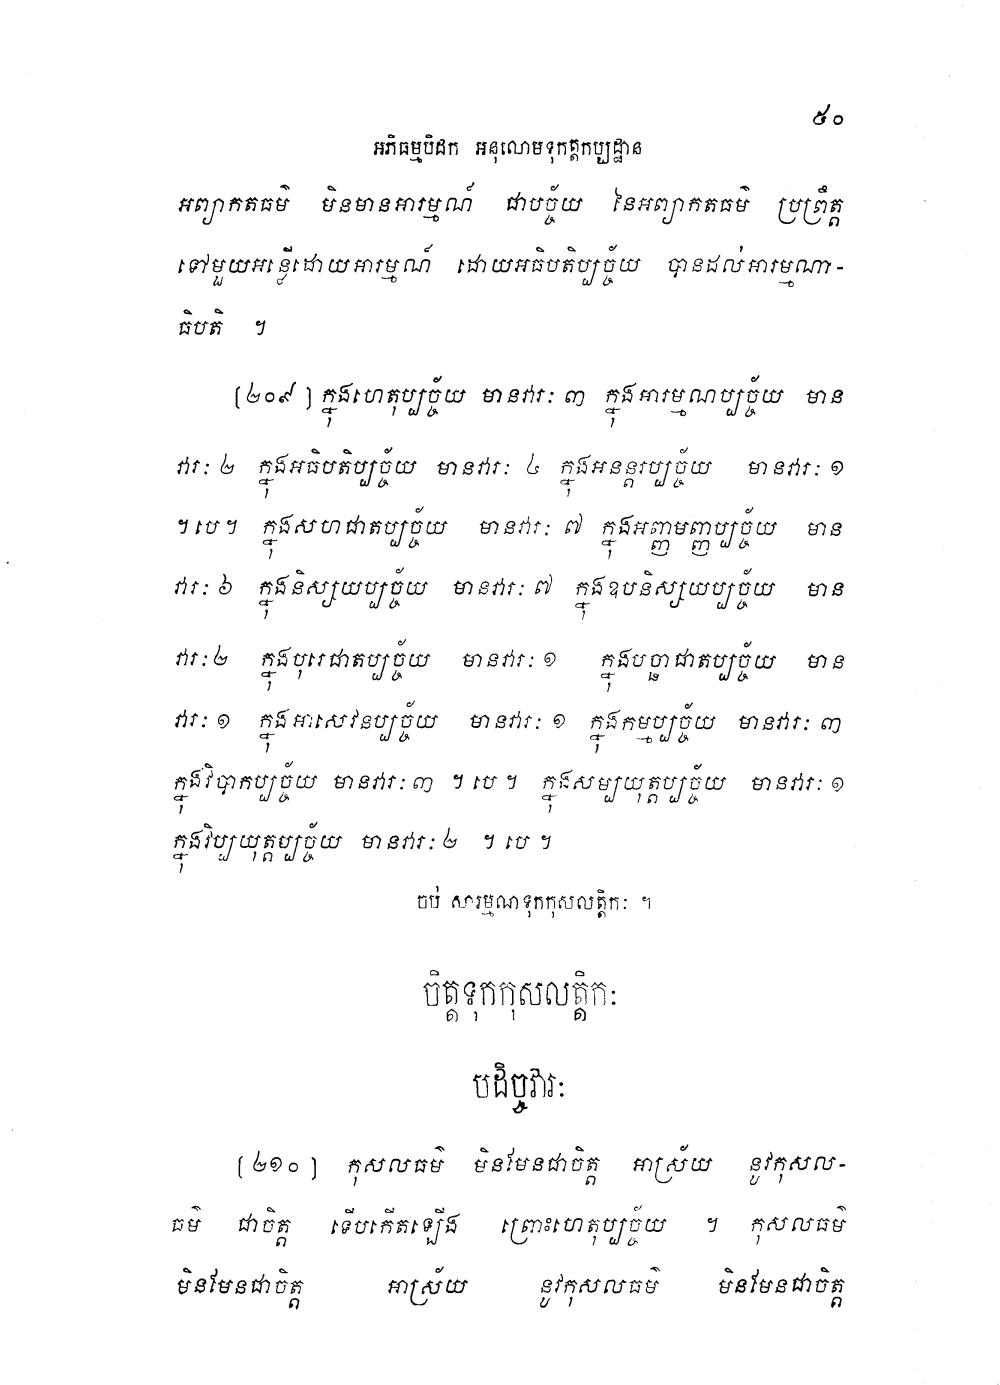 ៥០
អភិធម្មបិដក អនុលោមទុកត្តកប្បដ្ឋាន
អព្យាកតធម៌ មិនមានអារម្មណ៍ ជាបច្ច័យ នៃអព្យាកតធម៌ ប្រព្រឹត្ត
ទៅមួយអន្លើដោយអារម្មណ៍ ដោយអធិបតិប្បច្ច័យ បានដល់អារម្មណា-
ធិបតិ ។
[២០៩] ក្នុងហេតុប្បច្ច័យ មានវារៈ ៣ ក្នុងអារម្មណប្បច្ច័យ មាន
វារៈ ២ ក្នុងអធិបតិប្បច្ច័យ មានវារៈ ៤ ក្នុងអនន្តរប្បច្ច័យ មានវារៈ ១
។ បេ ។ ក្នុងសហជាតប្បច្ច័យ មានវារៈ ៧ ក្នុងអញ្ញាមញ្ញប្បច្ច័យ មាន
វារៈ ៦ ក្នុងនិស្សយប្បច្ច័យ មានវារៈ ៧ ក្នុងឧបនិស្សយប្បច្ច័យ មាន
វារៈ ២ ក្នុងបុរេជាតប្បច្ច័យ មានវារៈ ១ ក្នុងបច្ឆាជាតប្បច្ច័យ មាន
វារៈ ១ ក្នុងអាសេវនប្បច្ច័យ មានវារៈ ១ ក្នុងកម្មប្បច្ច័យ មានវារៈ ៣
ក្នុងវិបាកប្បច្ច័យ មានវារៈ ៣ ។ បេ ។ ក្នុងសម្បយុត្តប្បច្ច័យ មានវារៈ ១
ក្នុងវិប្បយុត្តប្បច្ច័យ មានវារៈ ២ ។ បេ ។
ចប់ សារម្មណទុកកុសលត្តិកៈ ។
ចិត្តទុកកុសលត្តិកៈ
បដិច្ចវារៈ
[២១០] កុសលធម៌ មិនមែនជាចិត្ត អាស្រ័យ នូវកុសល-
ធម៌ ជាចិត្ត ទើបកើតឡើង ព្រោះហេតុប្បច្ច័យ ។ កុសលធម៌
មិនមែនជាចិត្ត អាស្រ័យ នូវកុសលធម៌ មិនមែនជាចិត្ត